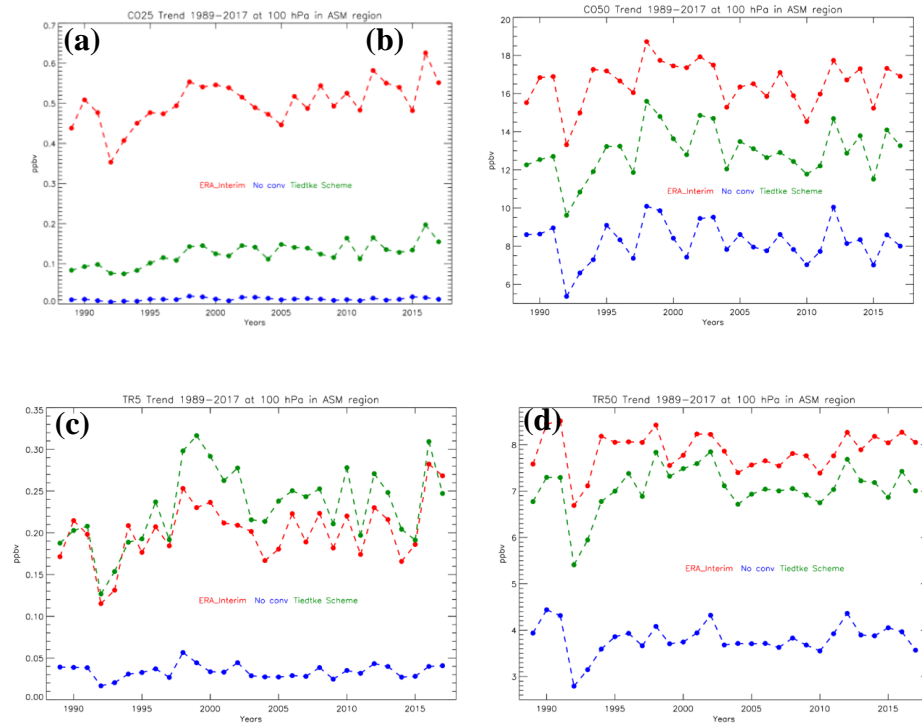 CO25 Trend 1989-2017 at 100 hPa in ASM region
(a)
0.7
0.6
0.5
0.4
0.3
0.2
0.1
0.0
ppbv
ERA_Interim No conv Tiedtke Scheme
1990 1995 2000 2005 2010 2015
Years
CO50 Trend 1989-2017 at 100 hPa in ASM region
(b)
20
18
16
14
12
10
8
6
ppbv
ERA_Interim No conv Tiedtke Scheme
1990 1995 2000 2005 2010 2015
Years
TR5 Trend 1989-2017 at 100 hPa in ASM region
(c)
0.35
0.30
0.25
0.20
0.15
0.10
0.05
0.00
ppbv
ERA_Interim No conv Tiedtke Scheme
1990 1995 2000 2005 2010 2015
Years
TR50 Trend 1989-2017 at 100 hPa in ASM region
(d)
8
7
6
5
4
3
ppbv
ERA_Interim No conv Tiedtke Scheme
1990 1995 2000 2005 2010 2015
Years